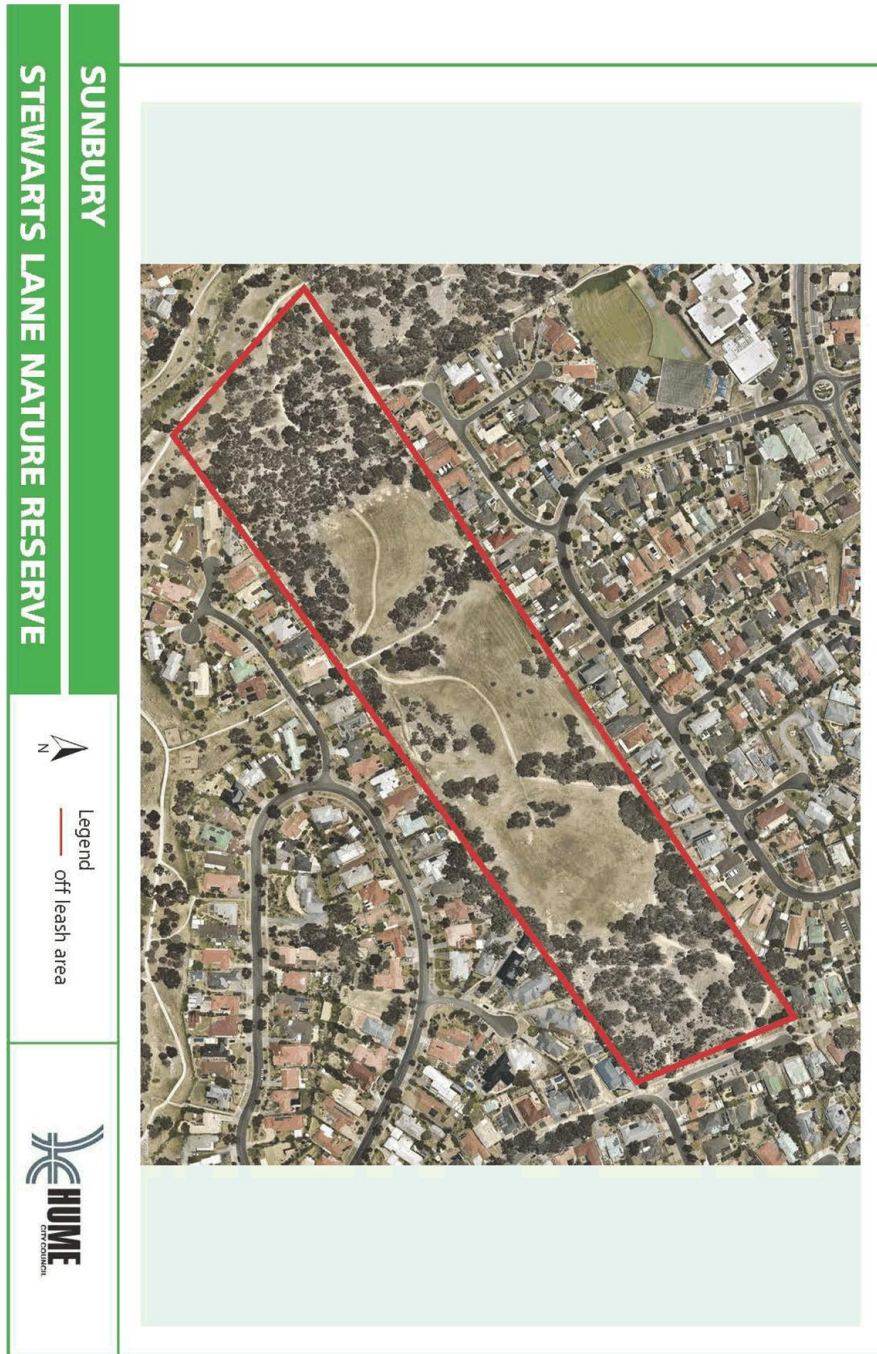 SUNBURY
STEWARTS LANE NATURE RESERVE
N
Legend
off leash area
HUME
CITY COUNCIL